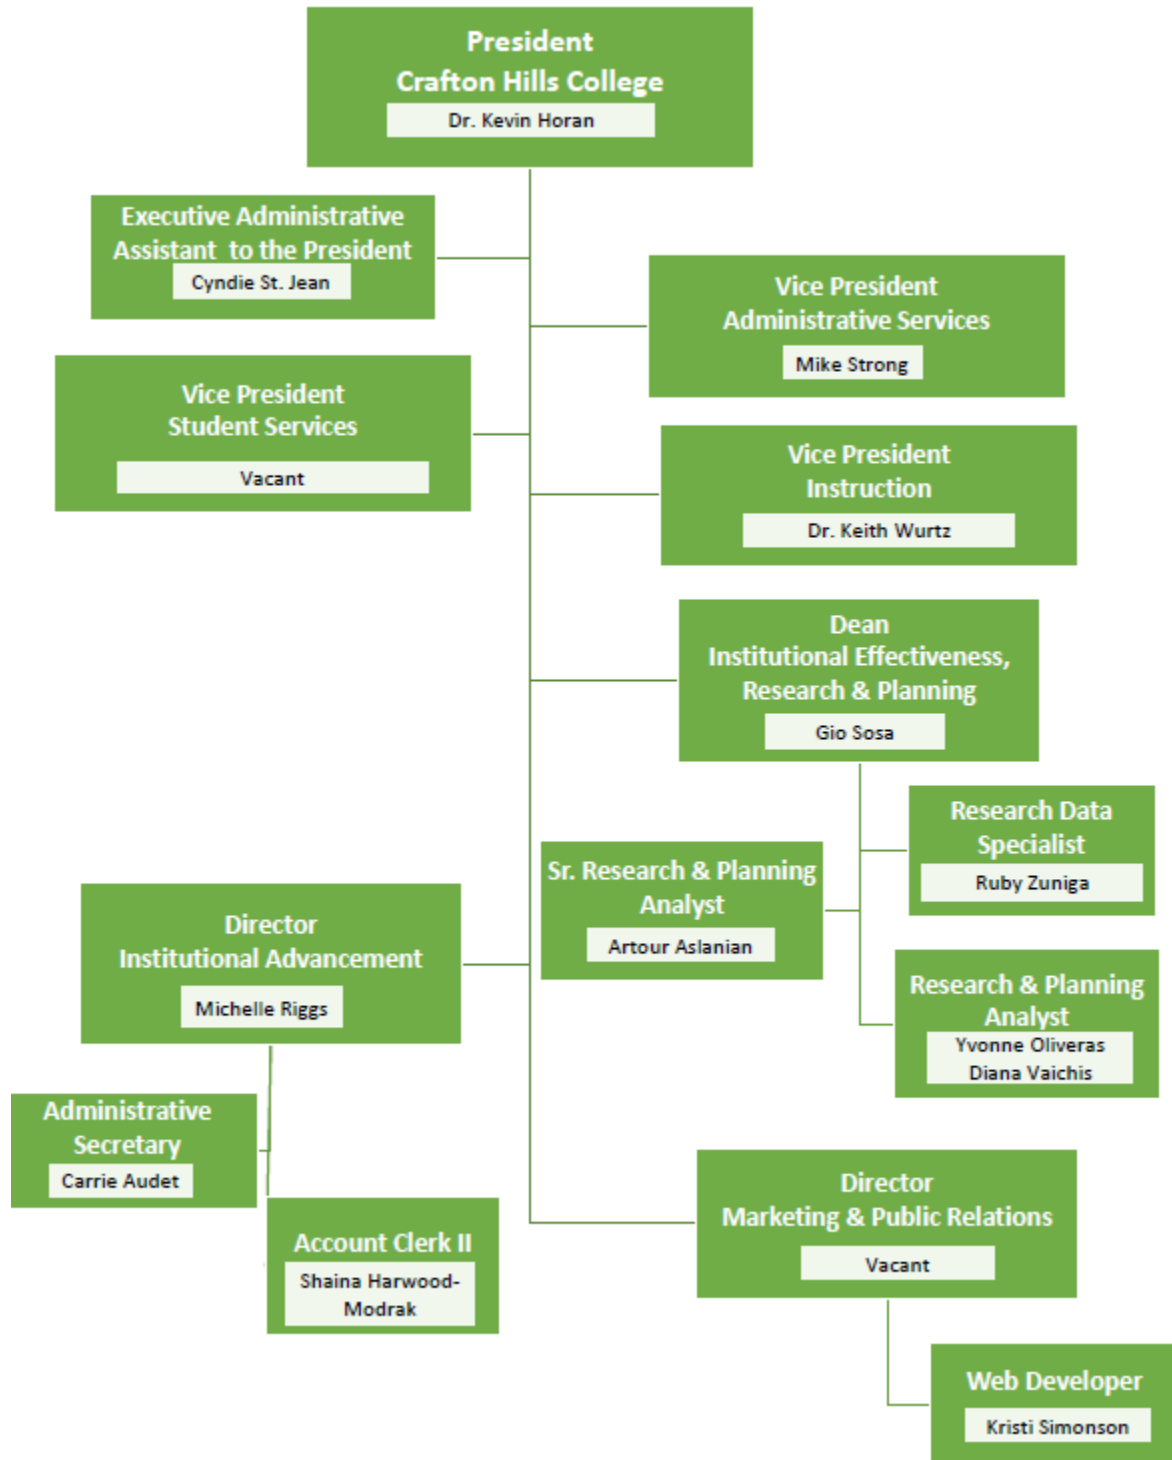 President
Crafton Hills College
Dr. Kevin Horan
Executive Administrative
Assistant to the President
Cyndie St. Jean
Vice President
Administrative Services
Mike Strong
Vice President
Student Services
Vacant
Vice President
Instruction
Dr. Keith Wurtz
Dean
Institutional Effectiveness,
Research & Planning
Gio Sosa
Research Data
Specialist
Ruby Zuniga
Sr. Research & Planning
Analyst
Artour Aslanian
Research & Planning
Analyst
Yvonne Oliveras
Diana Vaichis
Director
Institutional Advancement
Michelle Riggs
Administrative
Secretary
Carrie Audet
Account Clerk II
Shaina Harwood-
Modrak
Director
Marketing & Public Relations
Vacant
Web Developer
Kristi Simonson